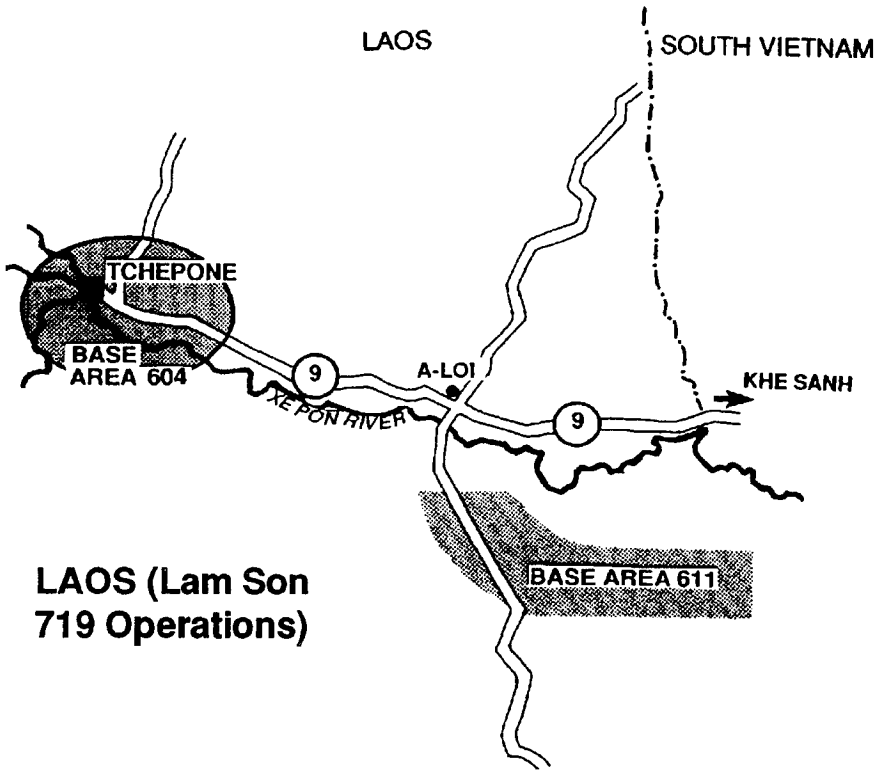 LAOS
SOUTH VIETNAM
TCHEPONE
BASE
AREA 604
9
A-LOI
KHE SANH
XE PON RIVER
9
BASE AREA 611
LAOS (Lam Son
719 Operations)